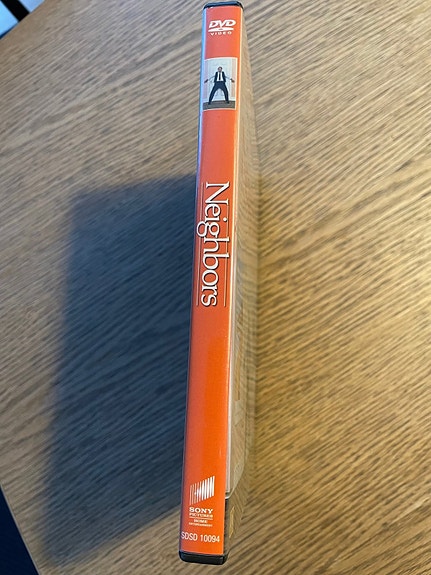 DVD
VIDEO
Neighbors
SONY
PICTURES
HOME
ENTERTAINMENT
SDSD 10094